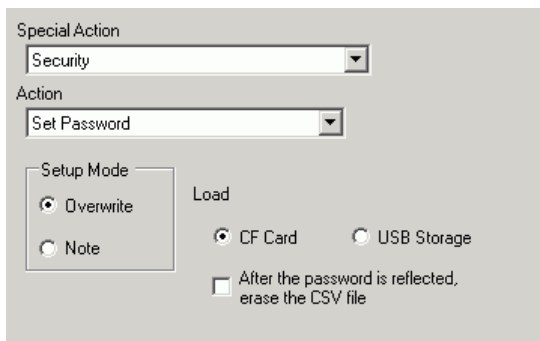 Special Action
Security
Action
Set Password
Setup Mode
Overwrite
Note
Load
CF Card
USB Storage
After the password is reflected,
erase the CSV file